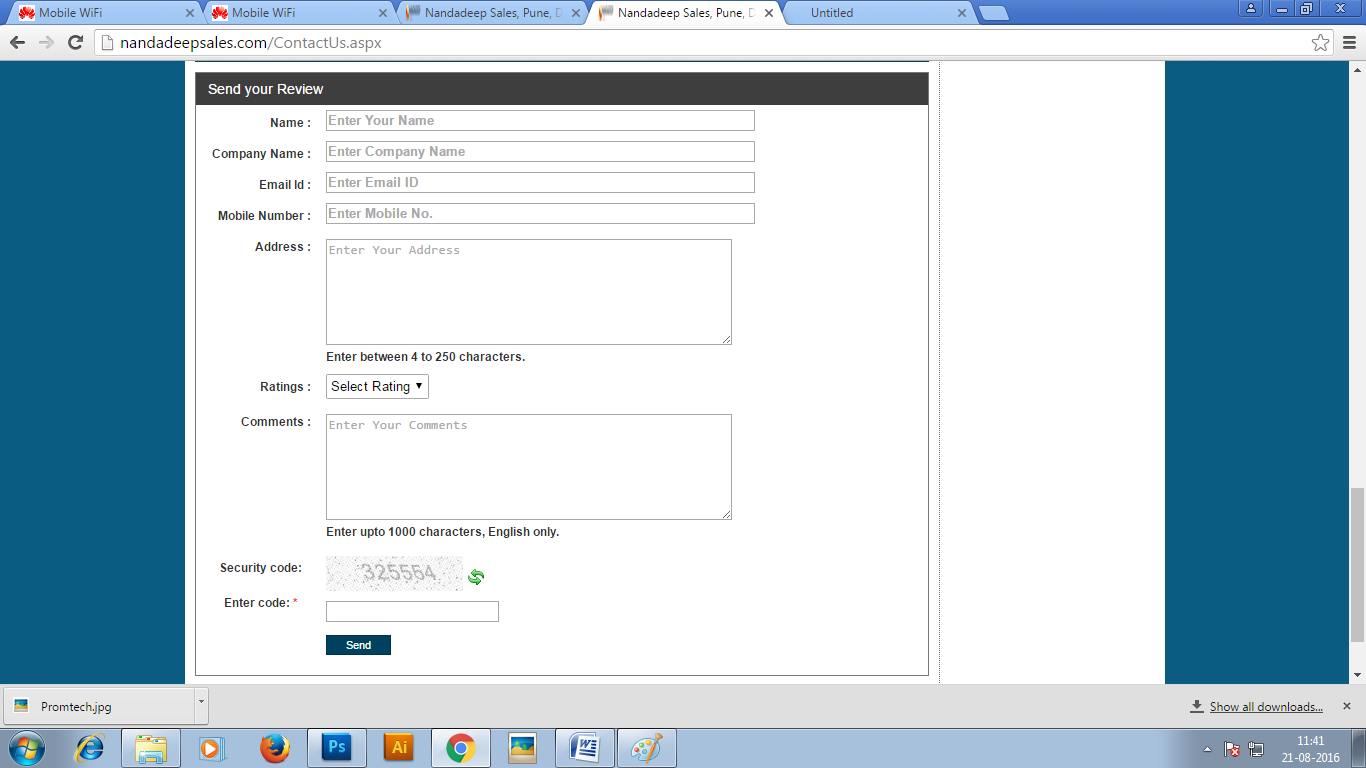 Mobile WiFi
Mobile WiFi
Nandadeep Sales, Pune, D
Nandadeep Sales, Pune, D
Untitled
nandadeepsales.com/ContactUs.aspx
Send your Review
Name :
Enter Your Name
Company Name :
Enter Company Name
Email Id :
Enter Email ID
Mobile Number :
Enter Mobile No.
Address :
Enter Your Address
Enter between 4 to 250 characters.
Ratings :
Select Rating
Comments :
Enter Your Comments
Enter upto 1000 characters, English only.
Security code:
325564
Enter code: *
Send
Promtech.jpg
Show all downloads...
Ps
Ai
W
11:41
21-08-2016